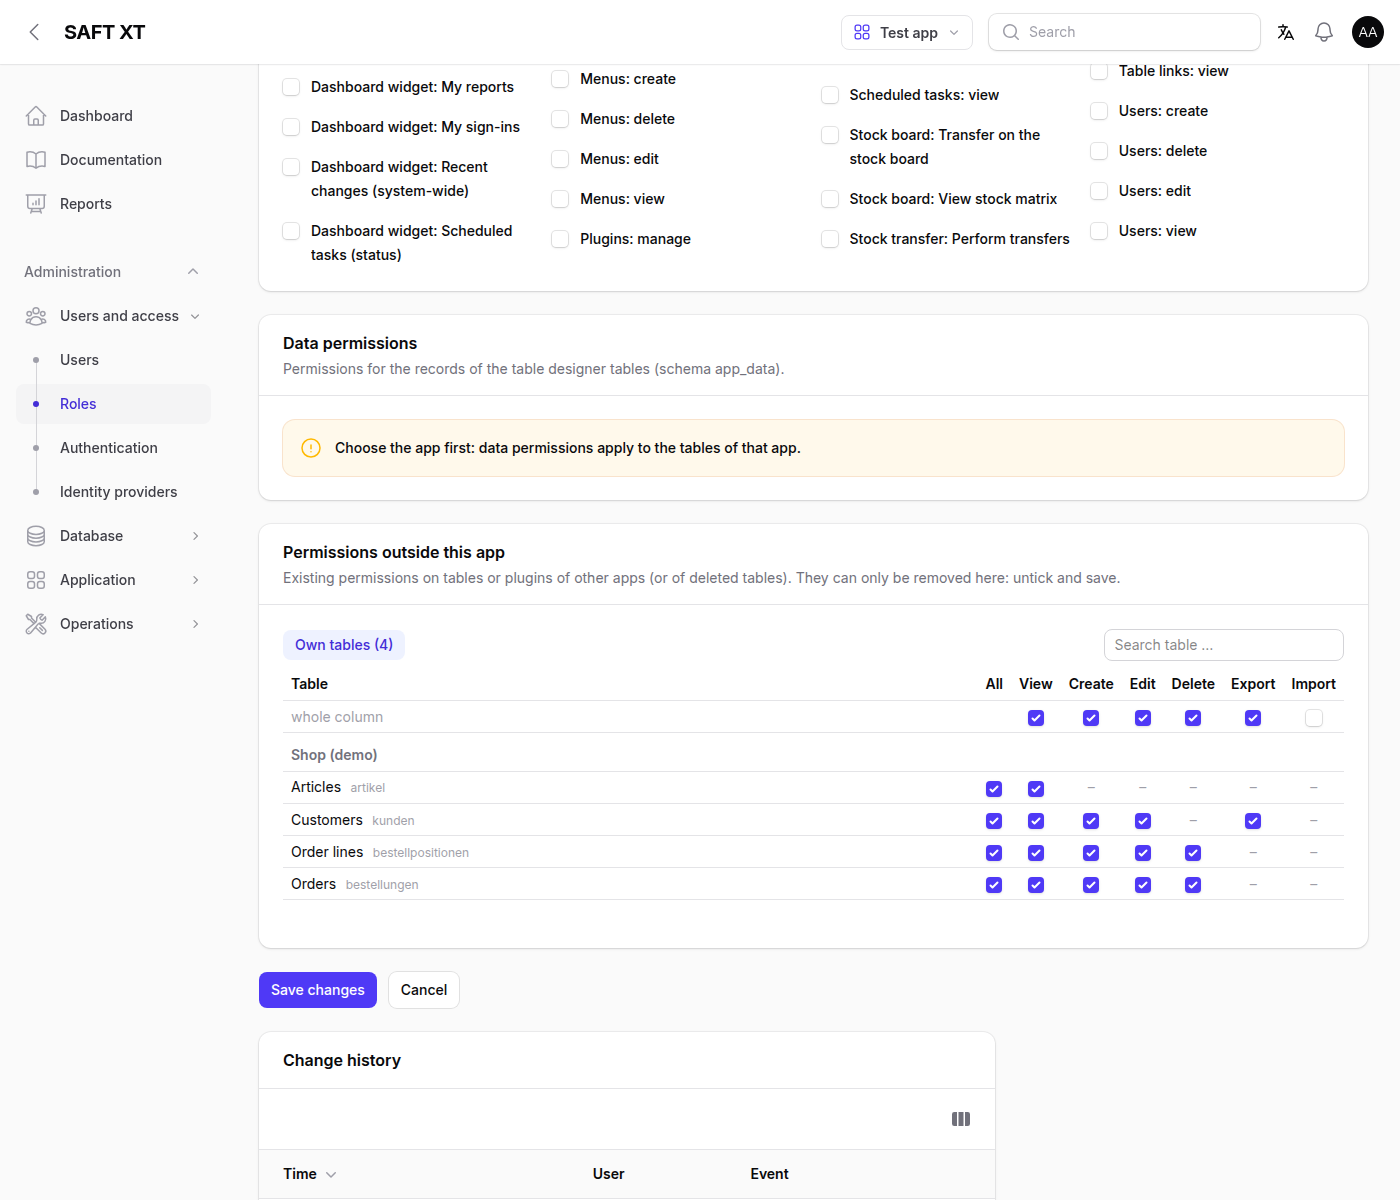 SAFT XT
Test app
Search
AA
Dashboard
Documentation
Reports
Administration
Users and access
Users
Roles
Authentication
Identity providers
Database
Application
Operations
Dashboard widget: My reports
Dashboard widget: My sign-ins
Dashboard widget: Recent
changes (system-wide)
Dashboard widget: Scheduled
tasks (status)
Menus: create
Menus: delete
Menus: edit
Menus: view
Plugins: manage
Scheduled tasks: view
Stock board: Transfer on the
stock board
Stock board: View stock matrix
Stock transfer: Perform transfers
Table links: view
Users: create
Users: delete
Users: edit
Users: view
Data permissions
Permissions for the records of the table designer tables (schema app_data).
Choose the app first: data permissions apply to the tables of that app.
Permissions outside this app
Existing permissions on tables or plugins of other apps (or of deleted tables). They can only be removed here: untick and save.
Own tables (4)
Search table ...
Table All View Create Edit Delete Export Import
whole column
Shop (demo)
Articles artikel – – – – –
Customers kunden – –
Order lines bestellpositionen – –
Orders bestellungen – –
Save changes
Cancel
Change history
Time User Event